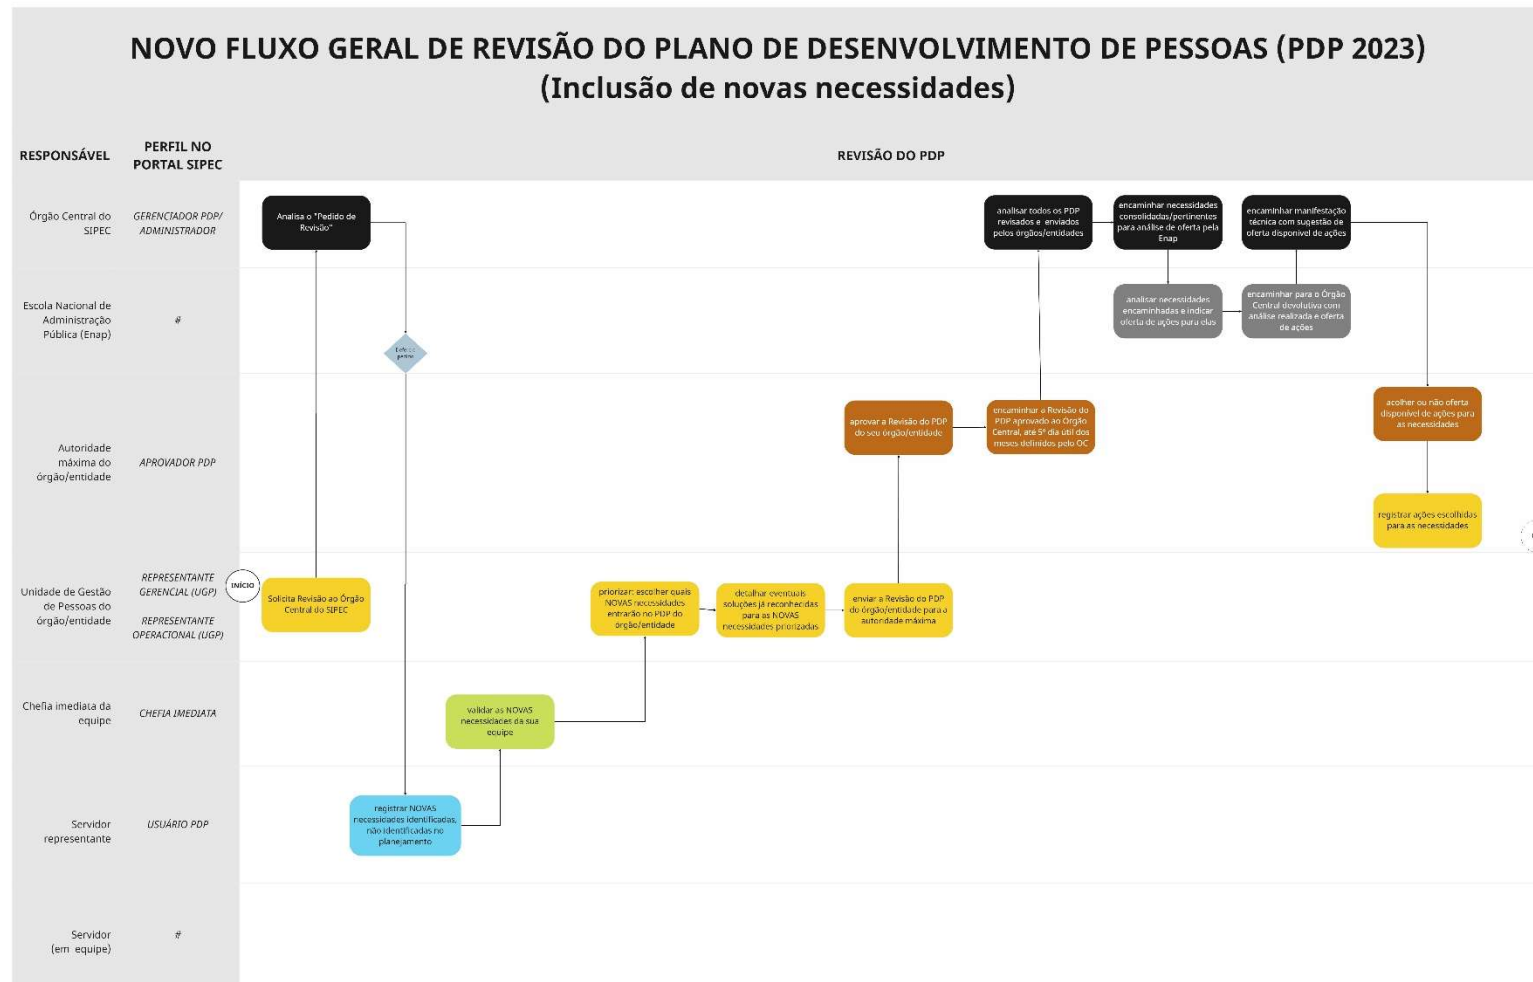 NOVO FLUXO GERAL DE REVISÃO DO PLANO DE DESENVOLVIMENTO DE PESSOAS (PDP 2023)
(Inclusão de novas necessidades)
RESPONSÁVEL
PERFIL NO
PORTAL SIPEC
REVISÃO DO PDP
Órgão Central do
SIPEC
GERENCIADOR PDP/
ADMINISTRADOR
Analisa o "Pedido de
Revisão"
analisar todos os PDP
revisados e enviados
pelos órgãos/entidades
encaminhar necessidades
consolidadas/pertinentes
para análise de oferta pela
Enap
encaminhar manifestação
técnica com sugestão de
oferta disponível de ações
Escola Nacional de
Administração
Pública (Enap)
#
analisar necessidades
encaminhadas e indicar
oferta de ações para elas
encaminhar para o Órgão
Central devolutiva com
análise realizada e oferta
de ações
Autoridade
máxima do
órgão/entidade
APROVADOR PDP
aprovar a Revisão do PDP
do seu órgão/entidade
encaminhar a Revisão do
PDP aprovado ao Órgão
Central, até 5º dia útil dos
meses definidos pelo OC
acolher ou não oferta
disponível de ações para
as necessidades
registrar ações escolhidas
para as necessidades
Unidade de Gestão
de Pessoas do
órgão/entidade
REPRESENTANTE
GERENCIAL (UGP)
REPRESENTANTE
OPERACIONAL (UGP)
INÍCIO
Solicita Revisão ao Órgão
Central do SIPEC
priorizar: escolher quais
NOVAS necessidades
entrarão no PDP do
órgão/entidade
detalhar eventuais
soluções já reconhecidas
para as NOVAS
necessidades priorizadas
enviar a Revisão do PDP
do órgão/entidade para a
autoridade máxima
Chefia imediata da
equipe
CHEFIA IMEDIATA
validar as NOVAS
necessidades da sua
equipe
Servidor
representante
USUÁRIO PDP
registrar NOVAS
necessidades identificadas,
não identificadas no
planejamento
Servidor
(em equipe)
#